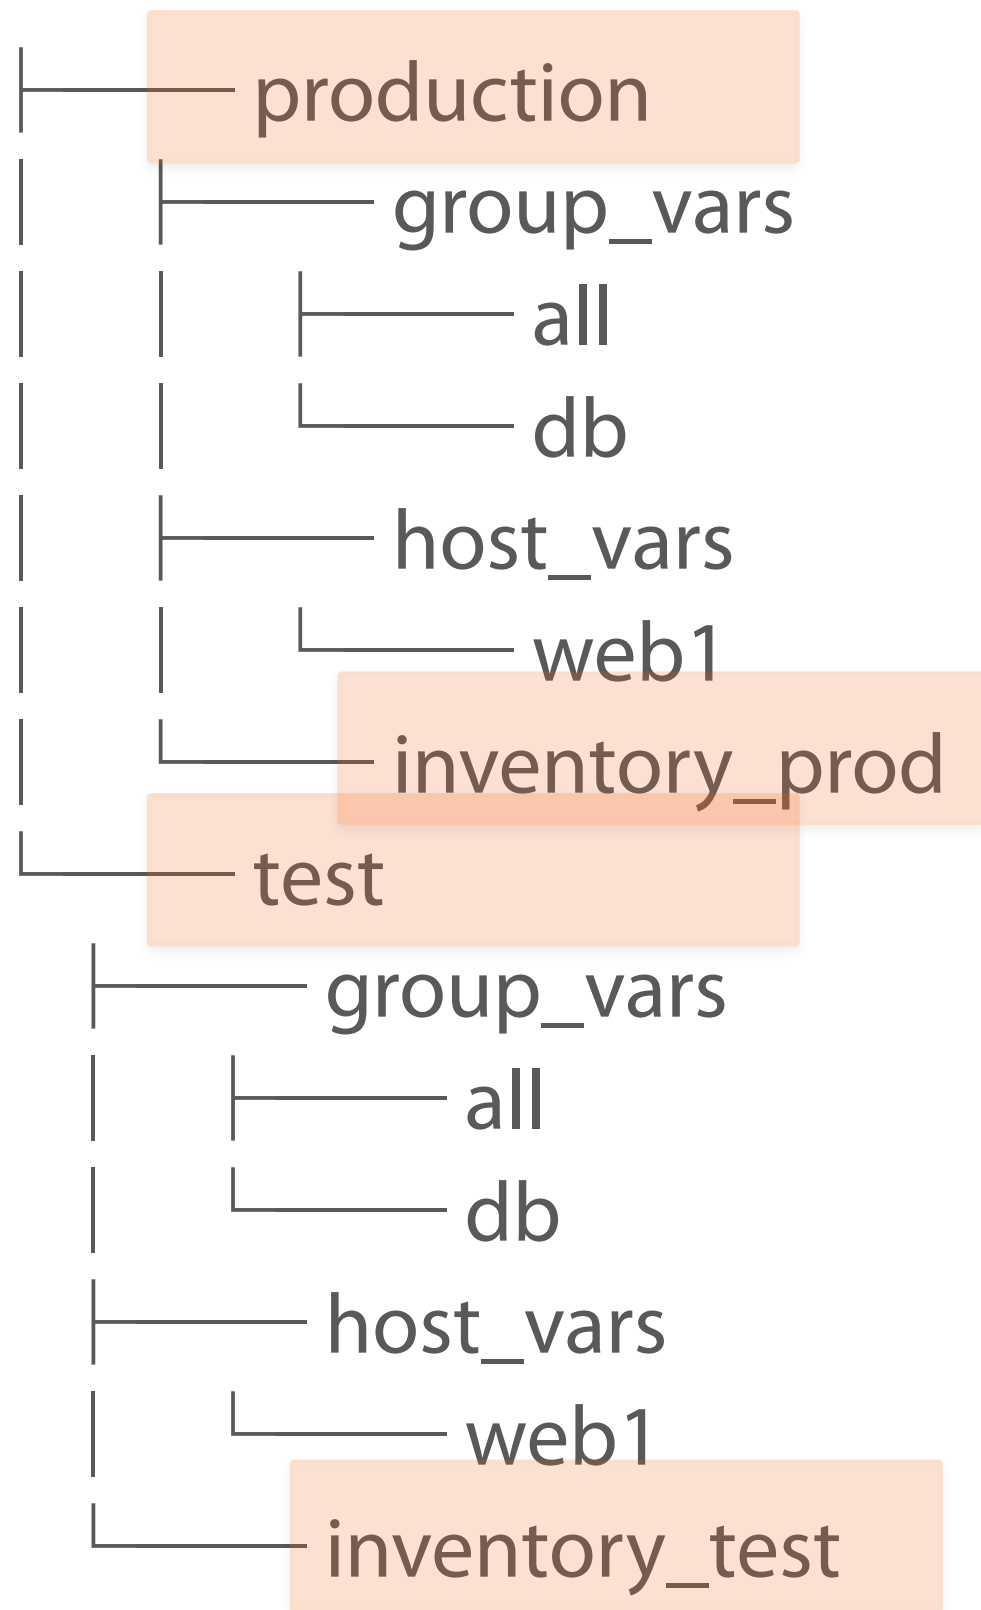 production
group_vars
all
db
host_vars
web1
inventory_prod
test
group_vars
all
db
host_vars
web1
inventory_test